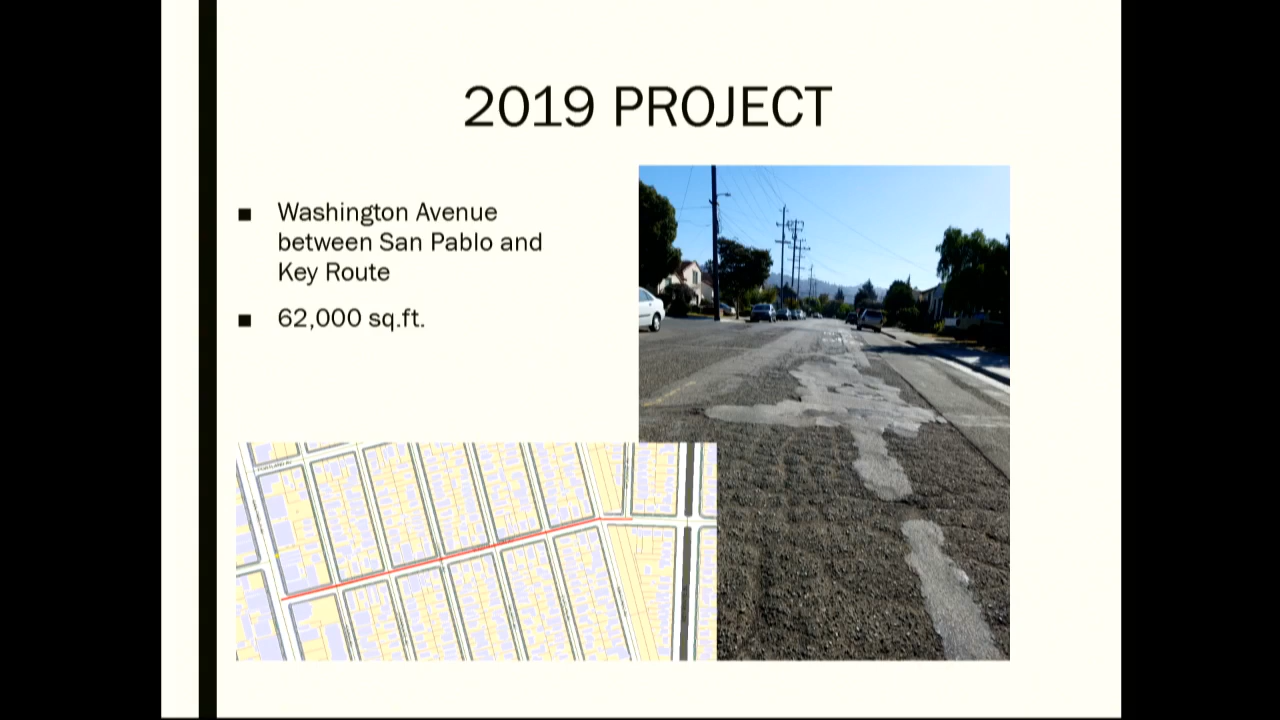 2019 PROJECT
■ Washington Avenue
between San Pablo and
Key Route
■ 62,000 sq.ft.